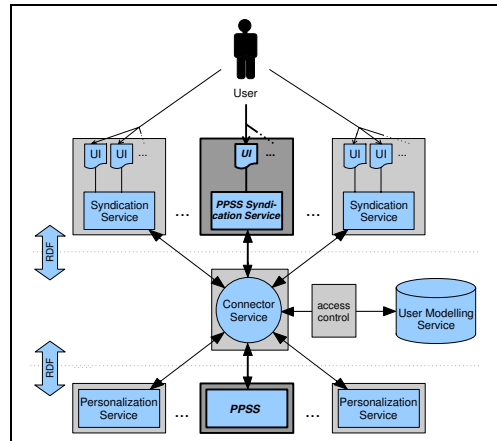 User
UI
UI
...
UI
...
UI
UI
...
Syndication
Service
...
PPSS Syndi-
cation Service
...
Syndication
Service
RDF
Connector
Service
access
control
User Modelling
Service
RDF
Personalization
Service
...
PPSS
...
Personalization
Service